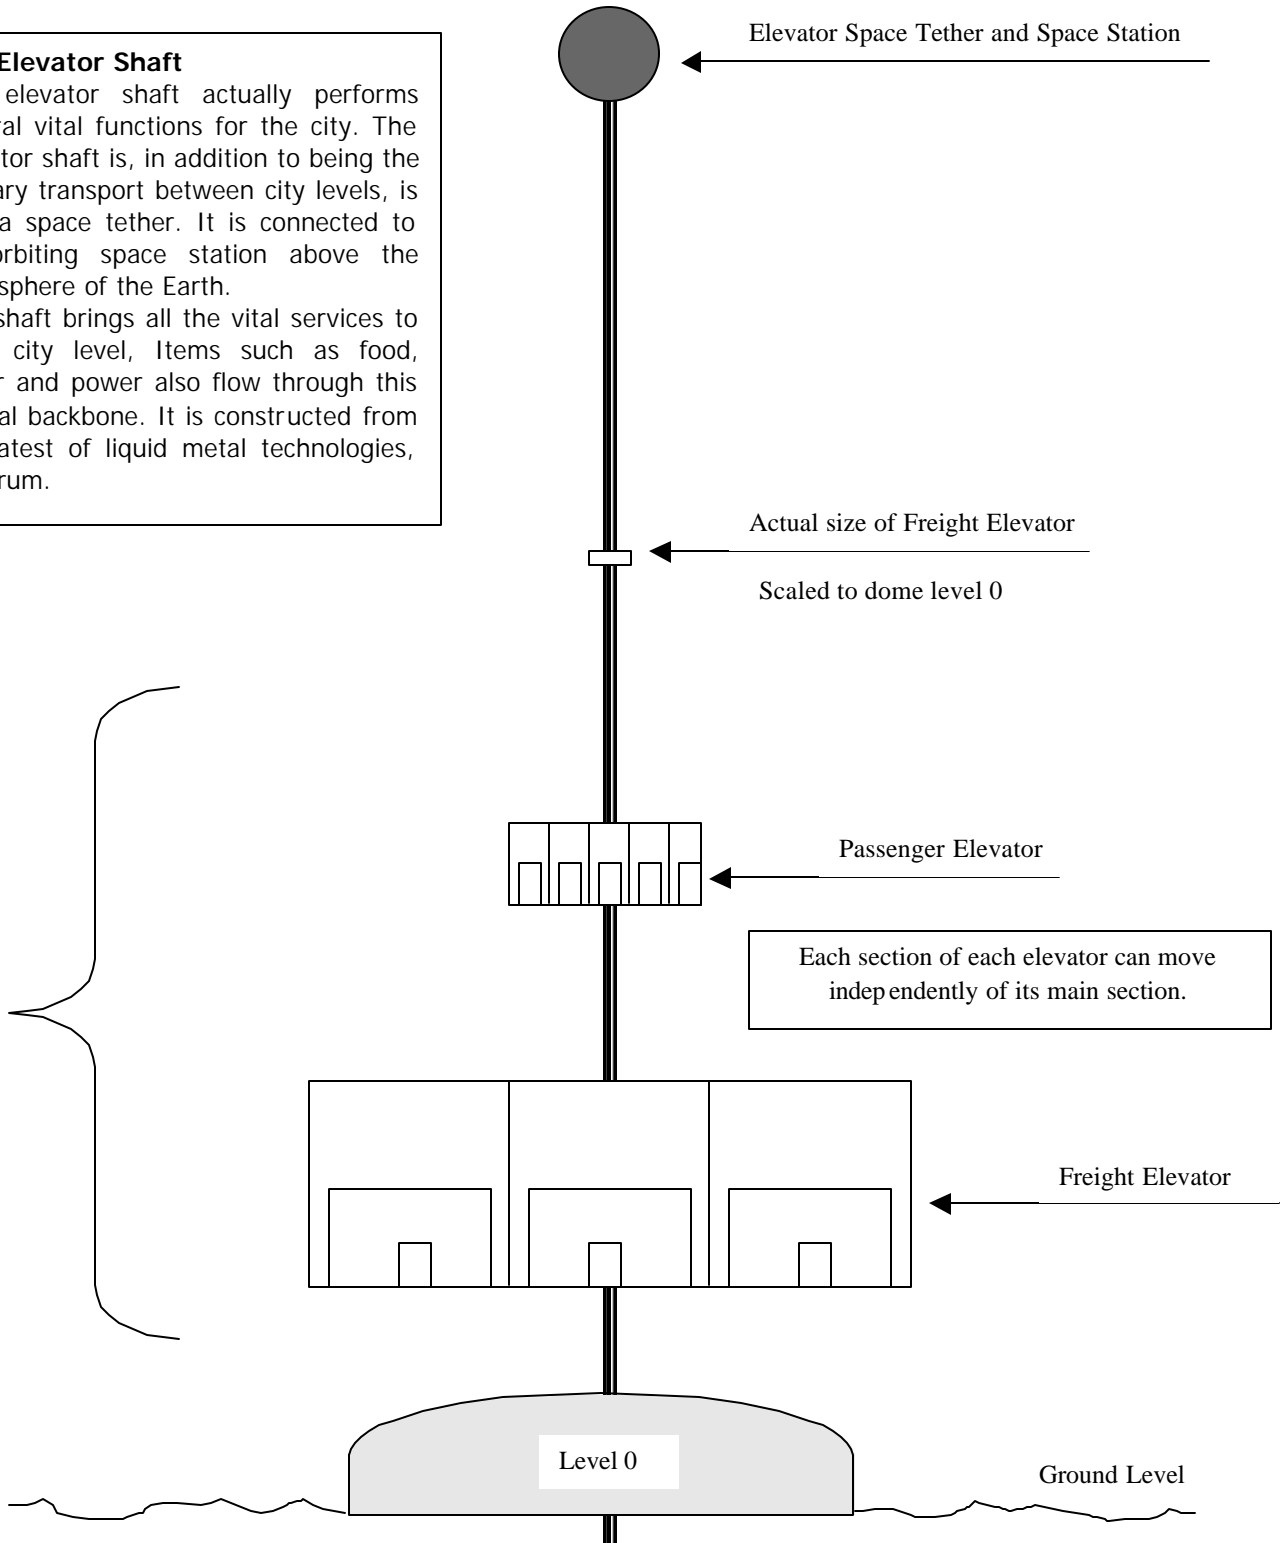 Elevator Shaft
elevator shaft actually performs
ral vital functions for the city. The
tor shaft is, in addition to being the
ary transport between city levels, is
a space tether. It is connected to
orbiting space station above the
sphere of the Earth.
shaft brings all the vital services to
city level, Items such as food,
r and power also flow through this
al backbone. It is constructed from
atest of liquid metal technologies,
rum.
Elevator Space Tether and Space Station
Actual size of Freight Elevator
Scaled to dome level 0
Passenger Elevator
Each section of each elevator can move
independently of its main section.
Freight Elevator
Level 0
Ground Level